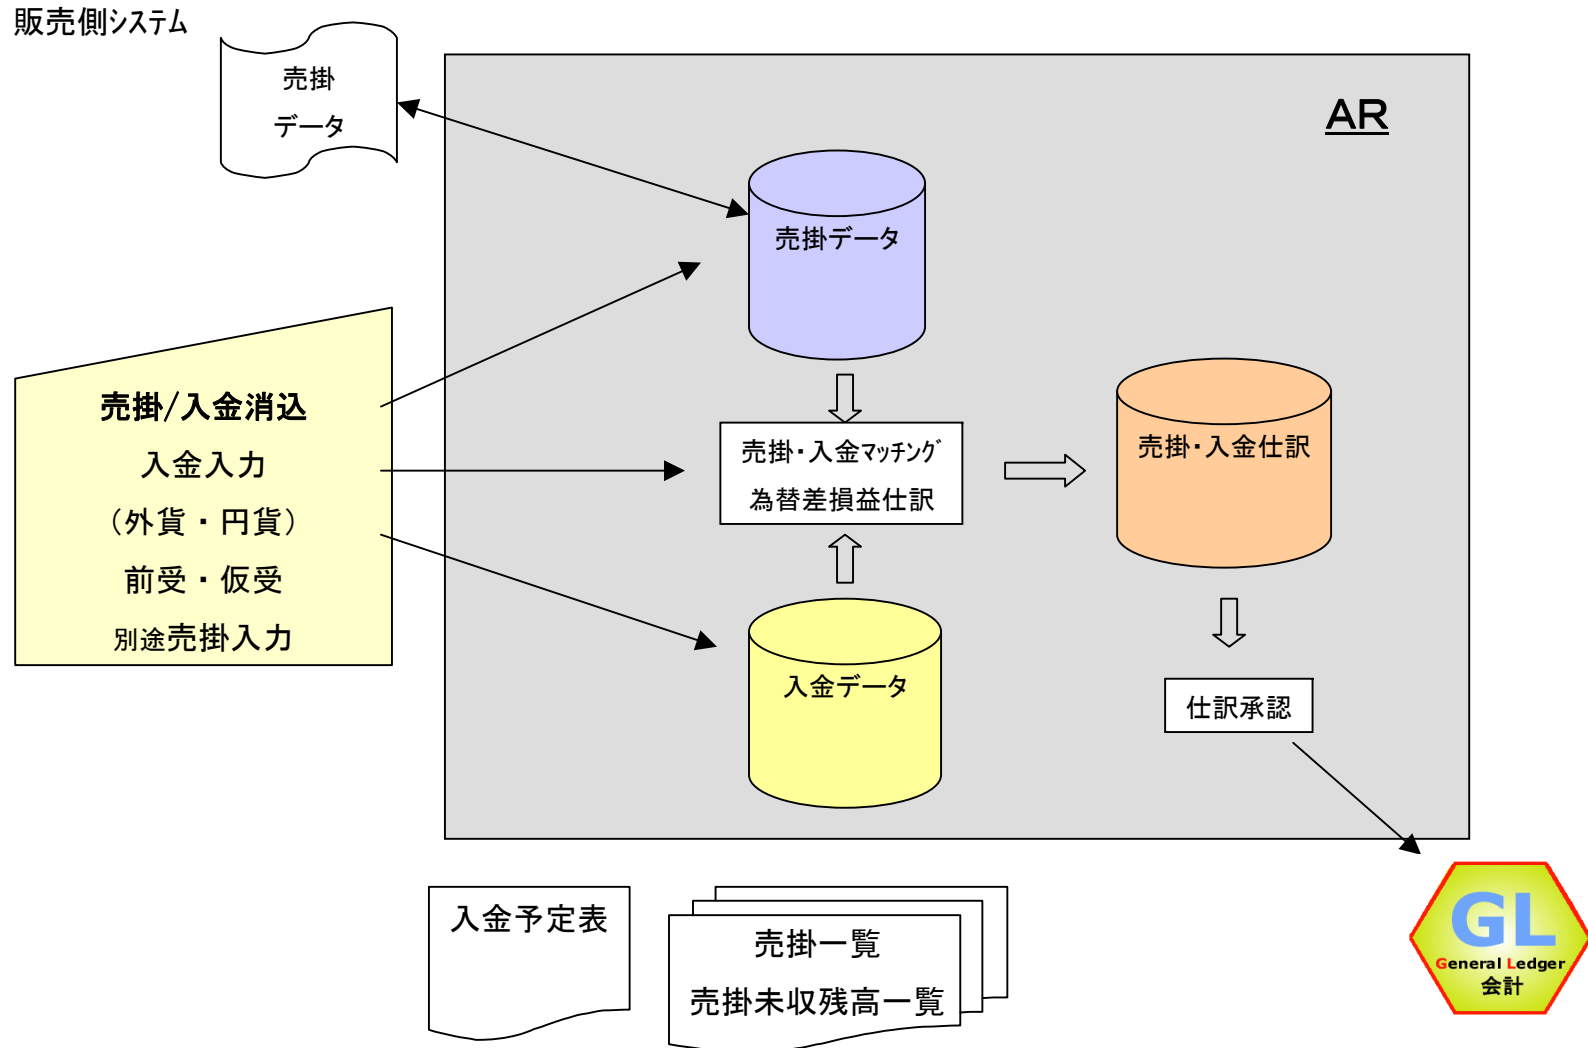 販売側ｼｽﾃﾑ
売掛
データ
AR
売掛データ
売掛/入金消込
入金入力
（外貨・円貨）
前受・仮受
別途売掛入力
売掛・入金ﾏｯﾁﾝｸﾞ
為替差損益仕訳
売掛・入金仕訳
入金データ
仕訳承認
入金予定表
売掛一覧
売掛未収残高一覧
GL
General Ledger
会計